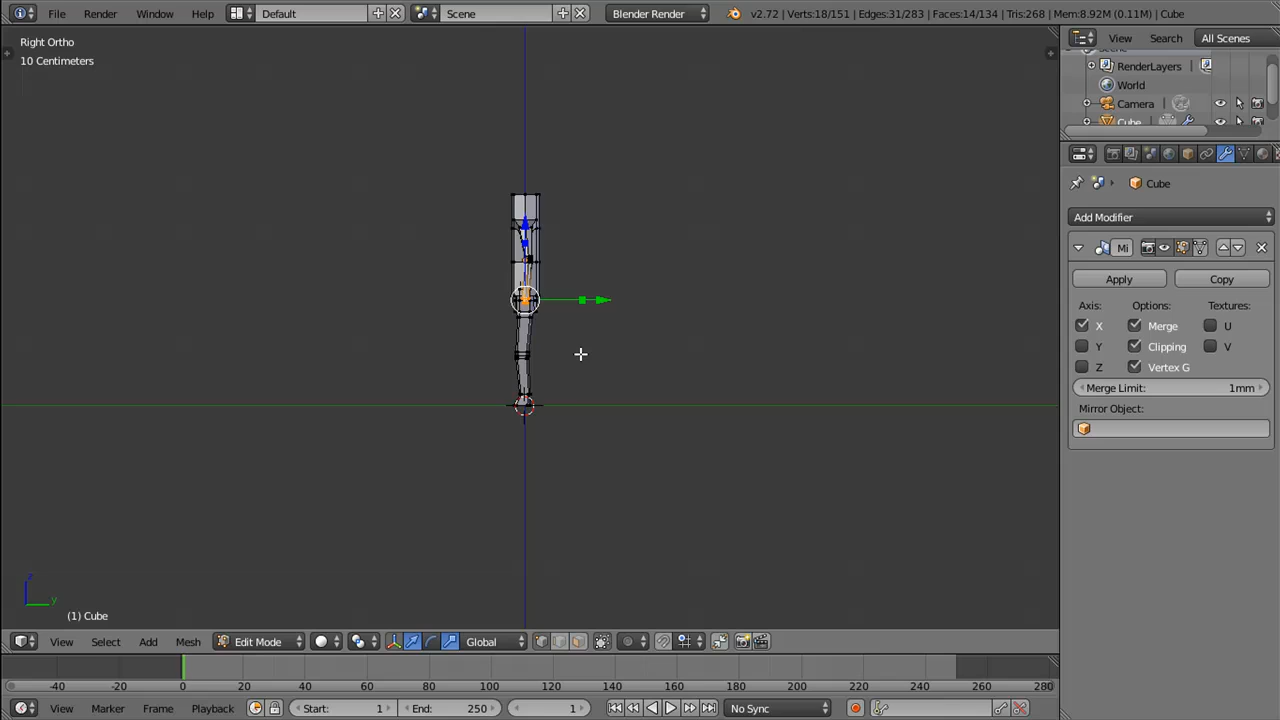 File Render Window Help Default Scene Blender Render v2.72 | Verts:18/151 | Edges:31/283 | Faces:14/134 | Tris:268 | Mem:8.92M (0.11M) | Cube
Right Ortho
10 Centimeters
View Search All Scenes
RenderLayers
World
Camera
Cube
Cube
Add Modifier
Mi
Apply Copy
Axis: Options: Textures:
X Merge U
Y Clipping V
Z Vertex G
Merge Limit: 1mm
Mirror Object:
z
y
(1) Cube
View Select Add Mesh Edit Mode Global
-40 -20 0 20 40 60 80 100 120 140 160 180 200 220 240 260 280
View Marker Frame Playback Start: 1 End: 250 1 No Sync